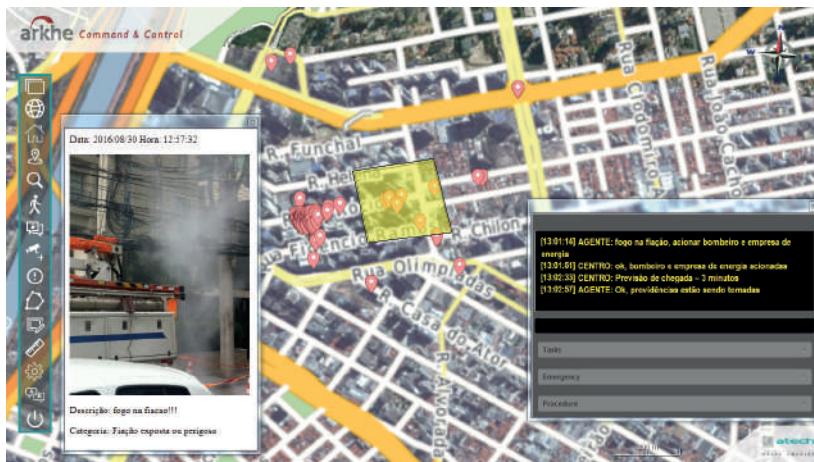 arkhe Command & Control
Data: 2016/08/30 Hora: 12:57:32
Descrição: fogo na fiacao!!!
Categoria: Fiação exposta ou perigoso
R. Funchal
R. Helena
Rua Olimpíadas
R. Casa do Ator
R. Chilon
R. Alvorada
Rua Clodomiro
Rua João Cacho
[13:01:14] AGENTE: fogo na fiação, acionar bombeiro e empresa de
energia
[13:01:51] CENTRO: ok, bombeiro e empresa de energia acionadas
[13:02:33] CENTRO: Previsão de chegada ~ 3 minutos
[13:02:57] AGENTE: Ok, providências estão sendo tomadas
Tasks
Emergency
Procedure
atech